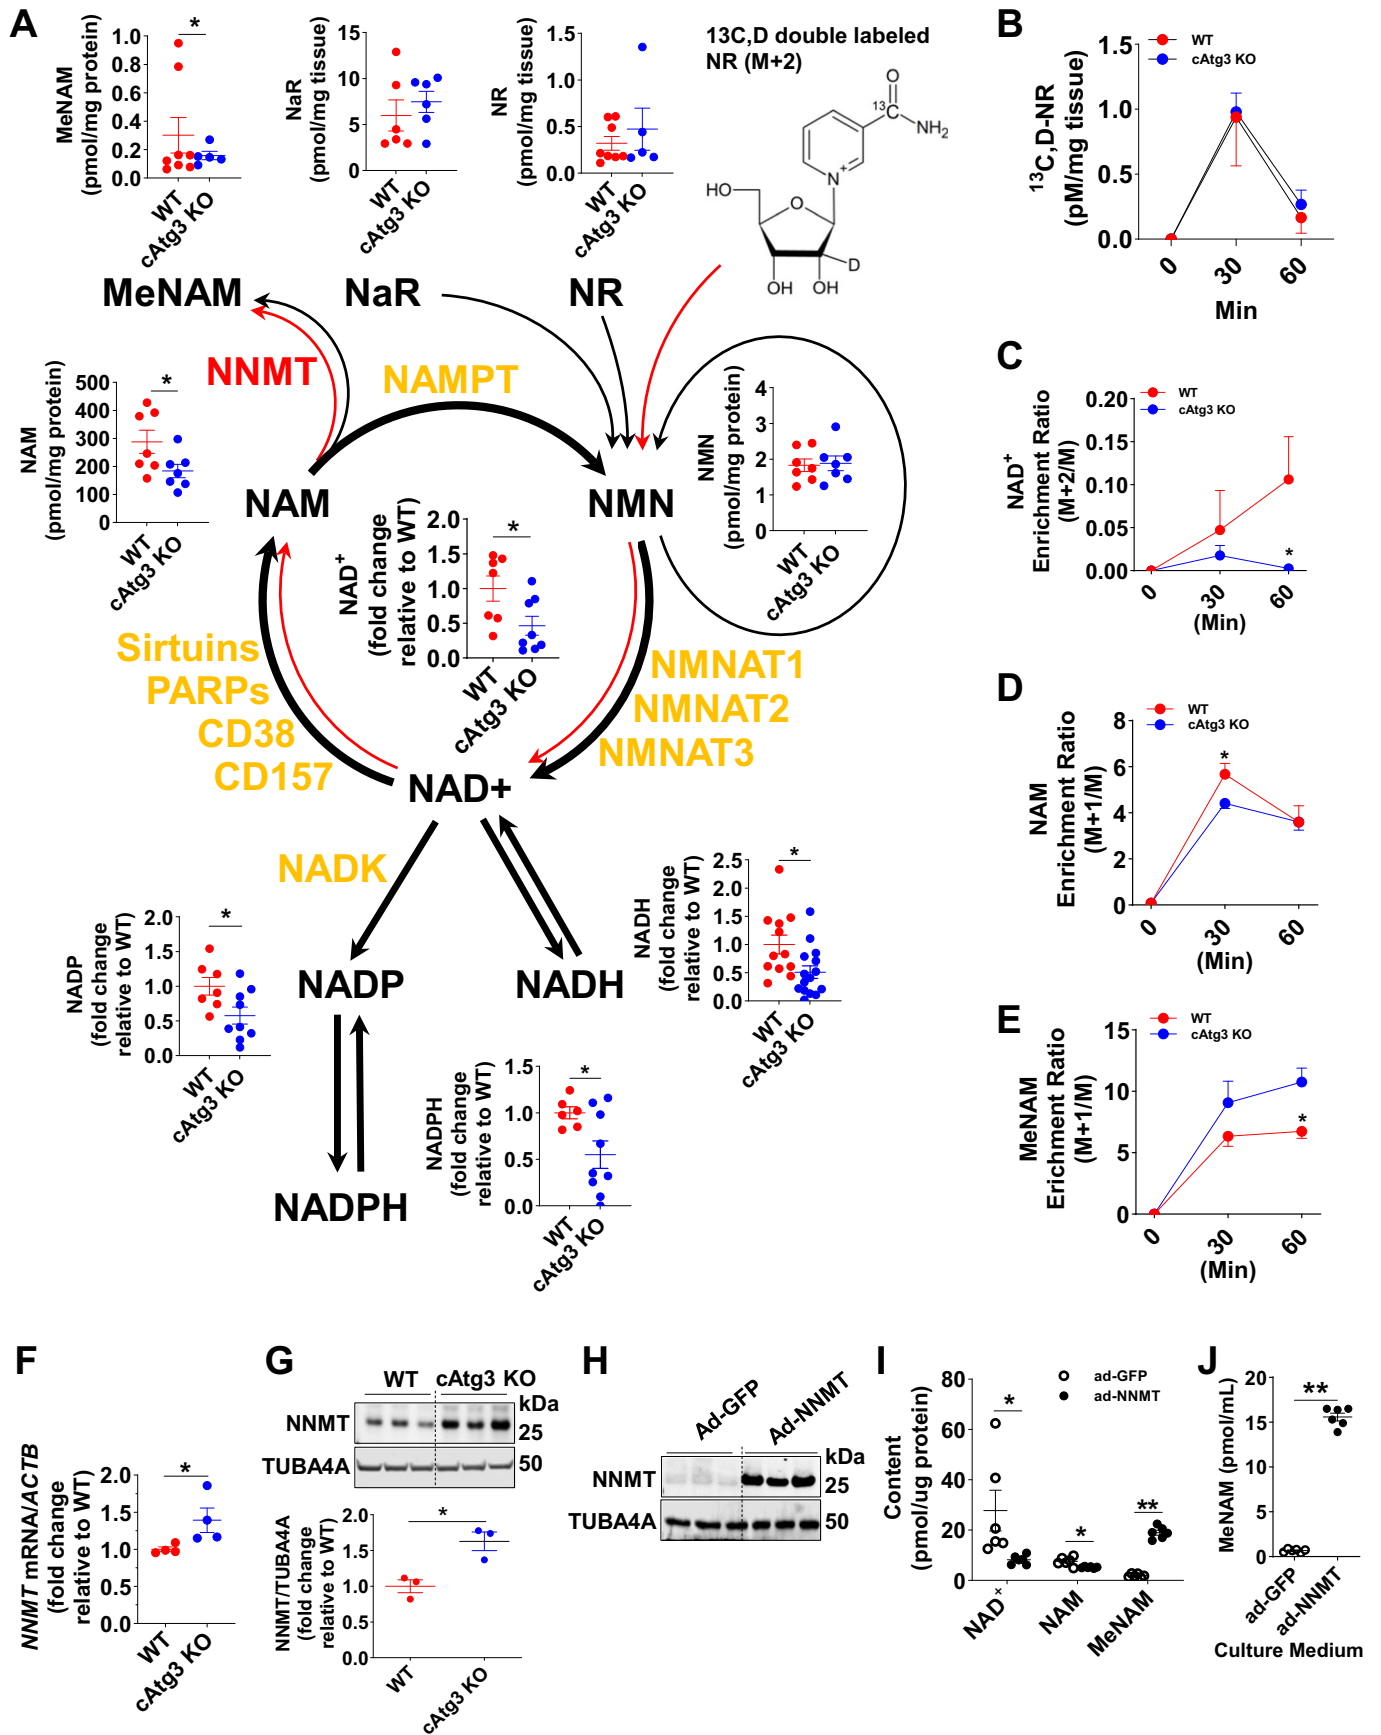 A
MeNAM
(pmol/mg protein)
1.0
0.8
0.6
0.4
0.2
0.0
*
WT
cAtg3 KO
NaR
(pmol/mg tissue)
15
10
5
0
WT
cAtg3 KO
NR
(pmol/mg tissue)
1.5
1.0
0.5
0.0
WT
cAtg3 KO
13C,D double labeled
NR (M+2)
O
13C
NH₂
N+
HO
O
D
OH
OH
MeNAM
NaR
NR
NNMT
NAMPT
NAM
(pmol/mg protein)
500
400
300
200
100
0
*
WT
cAtg3 KO
NAM
NMN
NMN
(pmol/mg protein)
4
3
2
1
0
WT
cAtg3 KO
NAD⁺
(fold change
relative to WT)
2.0
1.5
1.0
0.5
0.0
*
WT
cAtg3 KO
Sirtuins
PARPs
CD38
CD157
NMNAT1
NMNAT2
NMNAT3
NAD+
NADK
NADP
(fold change
relative to WT)
2.0
1.5
1.0
0.5
0.0
*
WT
cAtg3 KO
NADP
NADH
NADH
(fold change
relative to WT)
2.5
2.0
1.5
1.0
0.5
0.0
*
WT
cAtg3 KO
NADPH
NADPH
(fold change
relative to WT)
1.5
1.0
0.5
0.0
*
WT
cAtg3 KO
B
¹³C,D-NR
(pM/mg tissue)
1.5
1.0
0.5
0.0
WT
cAtg3 KO
0
30
60
Min
C
NAD⁺
Enrichment Ratio
(M+2/M)
0.20
0.15
0.10
0.05
0.00
WT
cAtg3 KO
*
0
30
60
(Min)
D
NAM
Enrichment Ratio
(M+1/M)
8
6
4
2
0
WT
cAtg3 KO
*
0
30
60
(Min)
E
MeNAM
Erichment Ratio
(M+1/M)
15
10
5
0
WT
cAtg3 KO
*
0
30
60
(Min)
F
NNMT mRNA/ACTB
(fold change
relative to WT)
2.0
1.5
1.0
0.5
0.0
*
WT
cAtg3 KO
G
WT
cAtg3 KO
kDa
NNMT
25
TUBA4A
50
NNMT/TUBA4A
(fold change
relative to WT)
2.0
1.5
1.0
0.5
0.0
*
WT
cAtg3 KO
H
Ad-GFP
Ad-NNMT
kDa
NNMT
25
TUBA4A
50
I
Content
(pmol/ug protein)
80
60
40
20
0
ad-GFP
ad-NNMT
*
*
**
NAD⁺
NAM
MeNAM
J
MeNAM (pmol/mL)
20
15
10
5
0
**
ad-GFP
ad-NNMT
Culture Medium